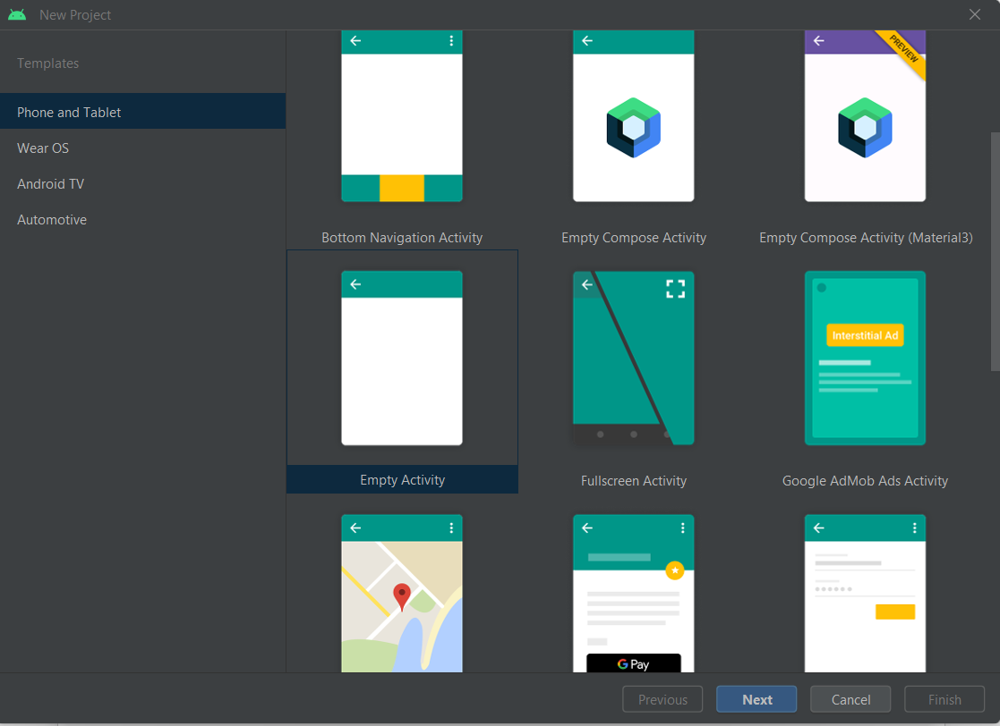 New Project
Templates
Phone and Tablet
Wear OS
Android TV
Automotive
PREVIEW
Bottom Navigation Activity
Empty Compose Activity
Empty Compose Activity (Material3)
Interstitial Ad
Empty Activity
Fullscreen Activity
Google AdMob Ads Activity
G Pay
Previous
Next
Cancel
Finish